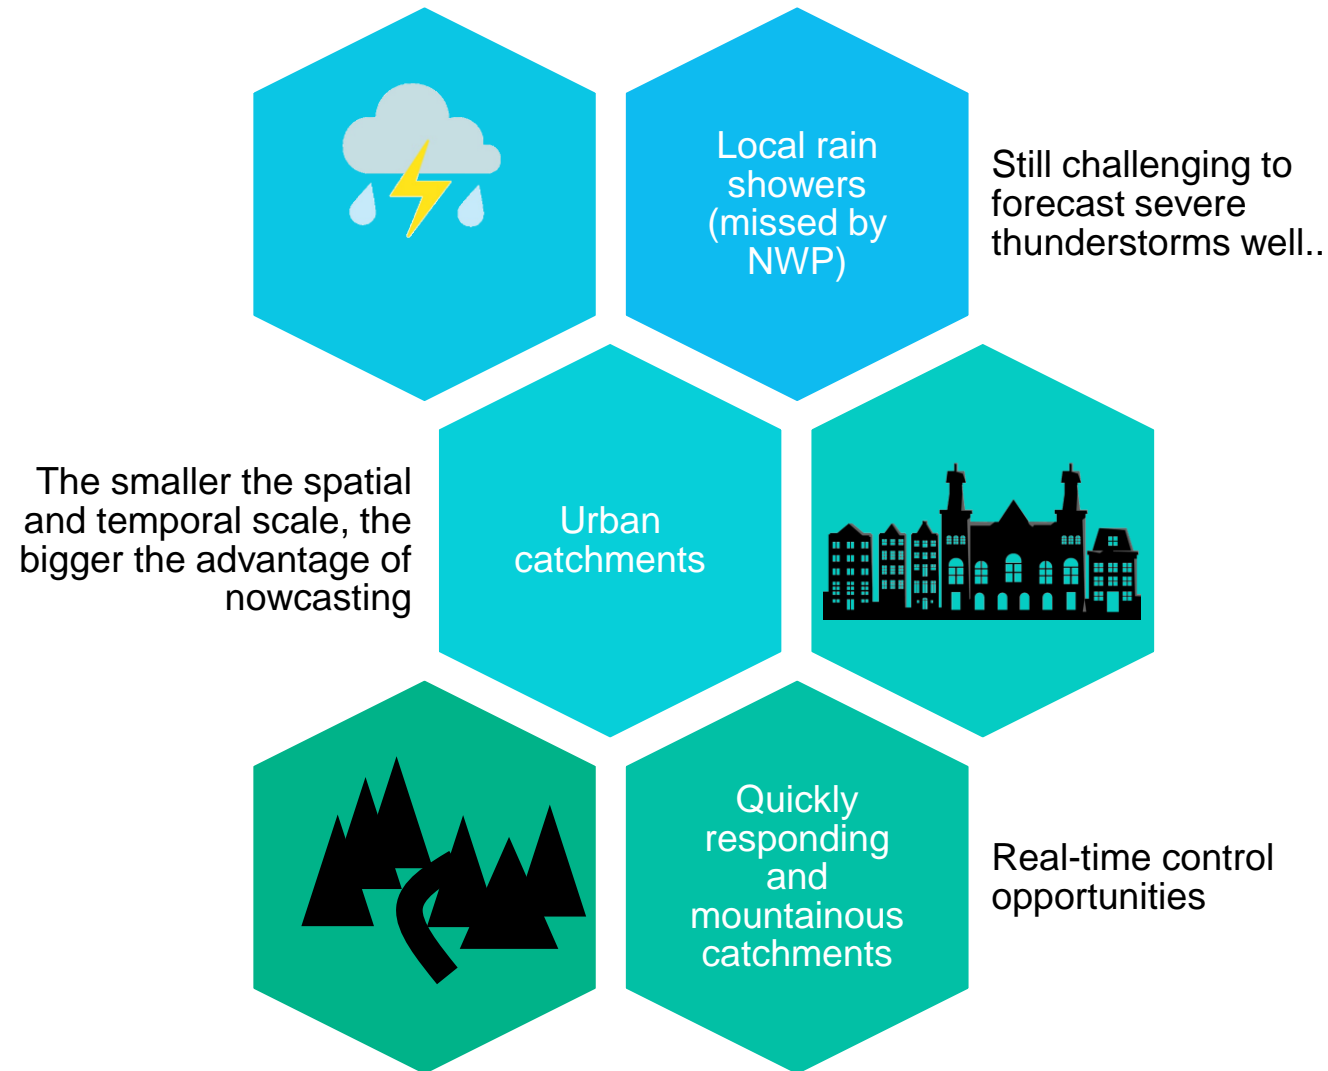 Local rain
showers
(missed by
NWP)
Still challenging to
forecast severe
thunderstorms well..
The smaller the spatial
and temporal scale, the
bigger the advantage of
nowcasting
Urban
catchments
Quickly
responding
and
mountainous
catchments
Real-time control
opportunities